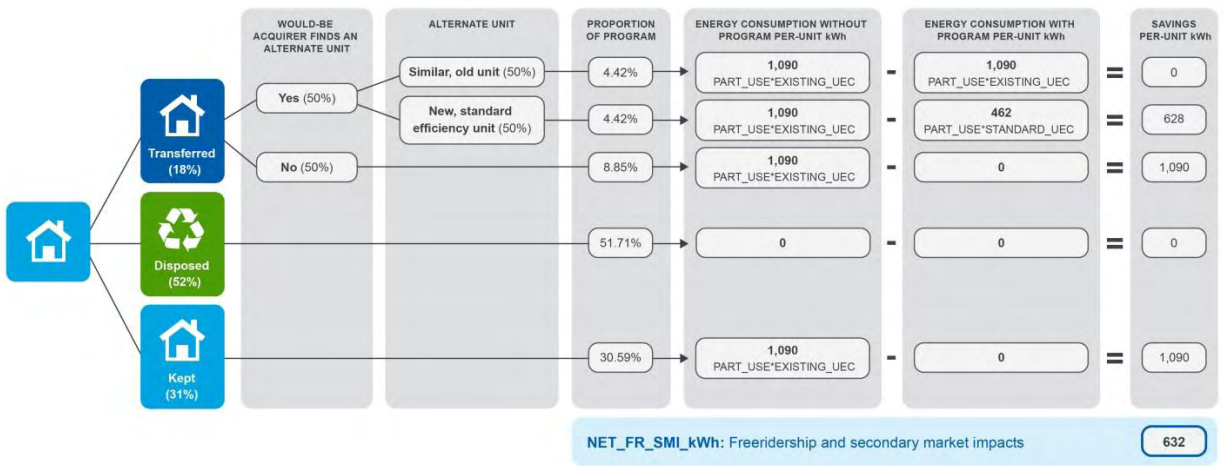 WOULD-BE
ACQUIRER FINDS AN
ALTERNATE UNIT
ALTERNATE UNIT
PROPORTION
OF PROGRAM
ENERGY CONSUMPTION WITHOUT
PROGRAM PER-UNIT kWh
ENERGY CONSUMPTION WITH
PROGRAM PER-UNIT kWh
SAVINGS
PER-UNIT kWh
Transferred
(18%)
Yes (50%)
Similar, old unit (50%)
4.42%
1,090
PART_USE*EXISTING_UEC
-
1,090
PART_USE*EXISTING_UEC
=
0
New, standard
efficiency unit (50%)
4.42%
1,090
PART_USE*EXISTING_UEC
-
462
PART_USE*STANDARD_UEC
=
628
No (50%)
8.85%
1,090
PART_USE*EXISTING_UEC
-
0
=
1,090
Disposed
(52%)
51.71%
0
-
0
=
0
Kept
(31%)
30.59%
1,090
PART_USE*EXISTING_UEC
-
0
=
1,090
NET_FR_SMI_kWh: Freeridership and secondary market impacts
632